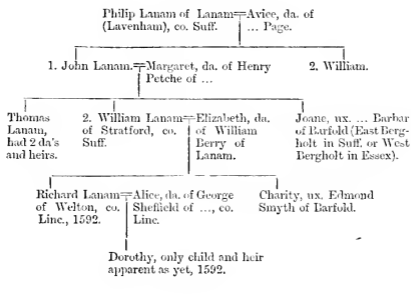 Philip Lanam of Lanam=Avice, da. of
(Lavenham), co. Suff. ... Page.
1. John Lanam.=Margaret, da. of Henry 2. William.
Petche of ...
Thomas 2. William Lanam=Elizabeth, da. Joane, ux. ... Barbar
Lanam, of Stratford, co. of William of Barfold (East Berg-
had 2 da's Suff. Berry of holt in Suff. or West
and heirs. Lanam. Bergholt in Essex).
Richard Lanam=Alice, da. of George Charity, ux. Edmond
of Welton, co. Sheffield of ..., co. Smyth of Barfold.
Linc., 1592. Linc.
Dorothy, only child and heir
apparent as yet, 1592.